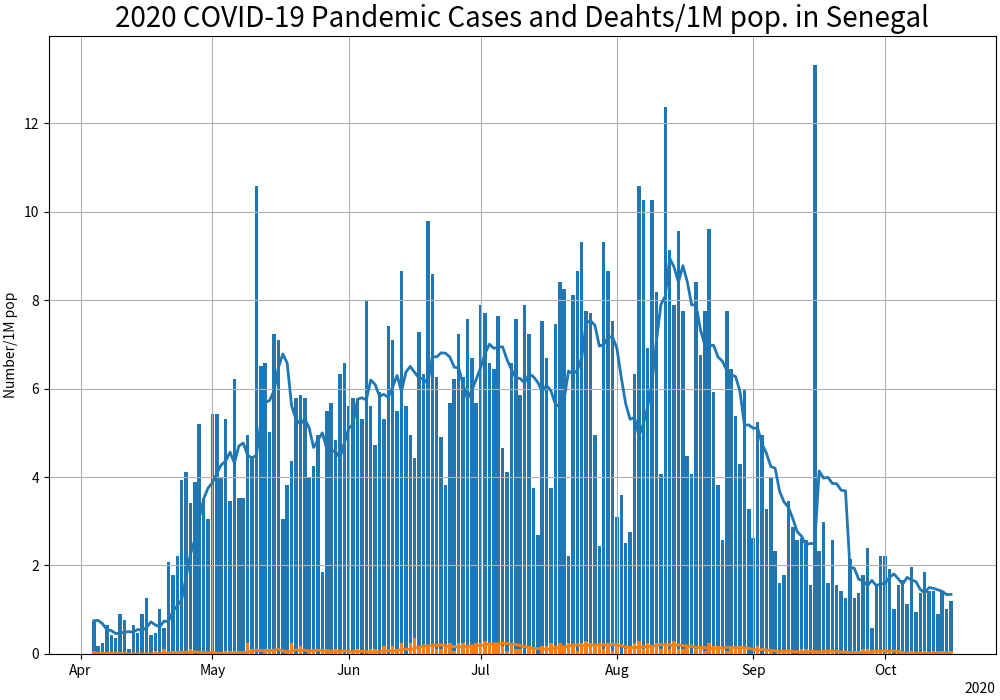 2020 COVID-19 Pandemic Cases and Deahts/1M pop. in Senegal
Number/1M pop
12
10
8
6
4
2
0
Apr May Jun Jul Aug Sep Oct
2020